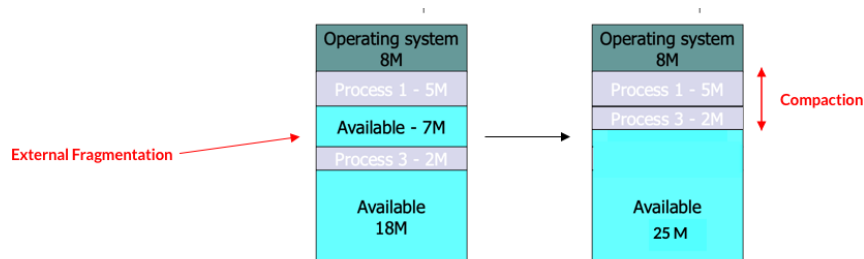 Operating system
8M
Process 1 - 5M
Available - 7M
Process 3 - 2M
Available
18M
External Fragmentation
Operating system
8M
Process 1 - 5M
Process 3 - 2M
Available
25 M
Compaction